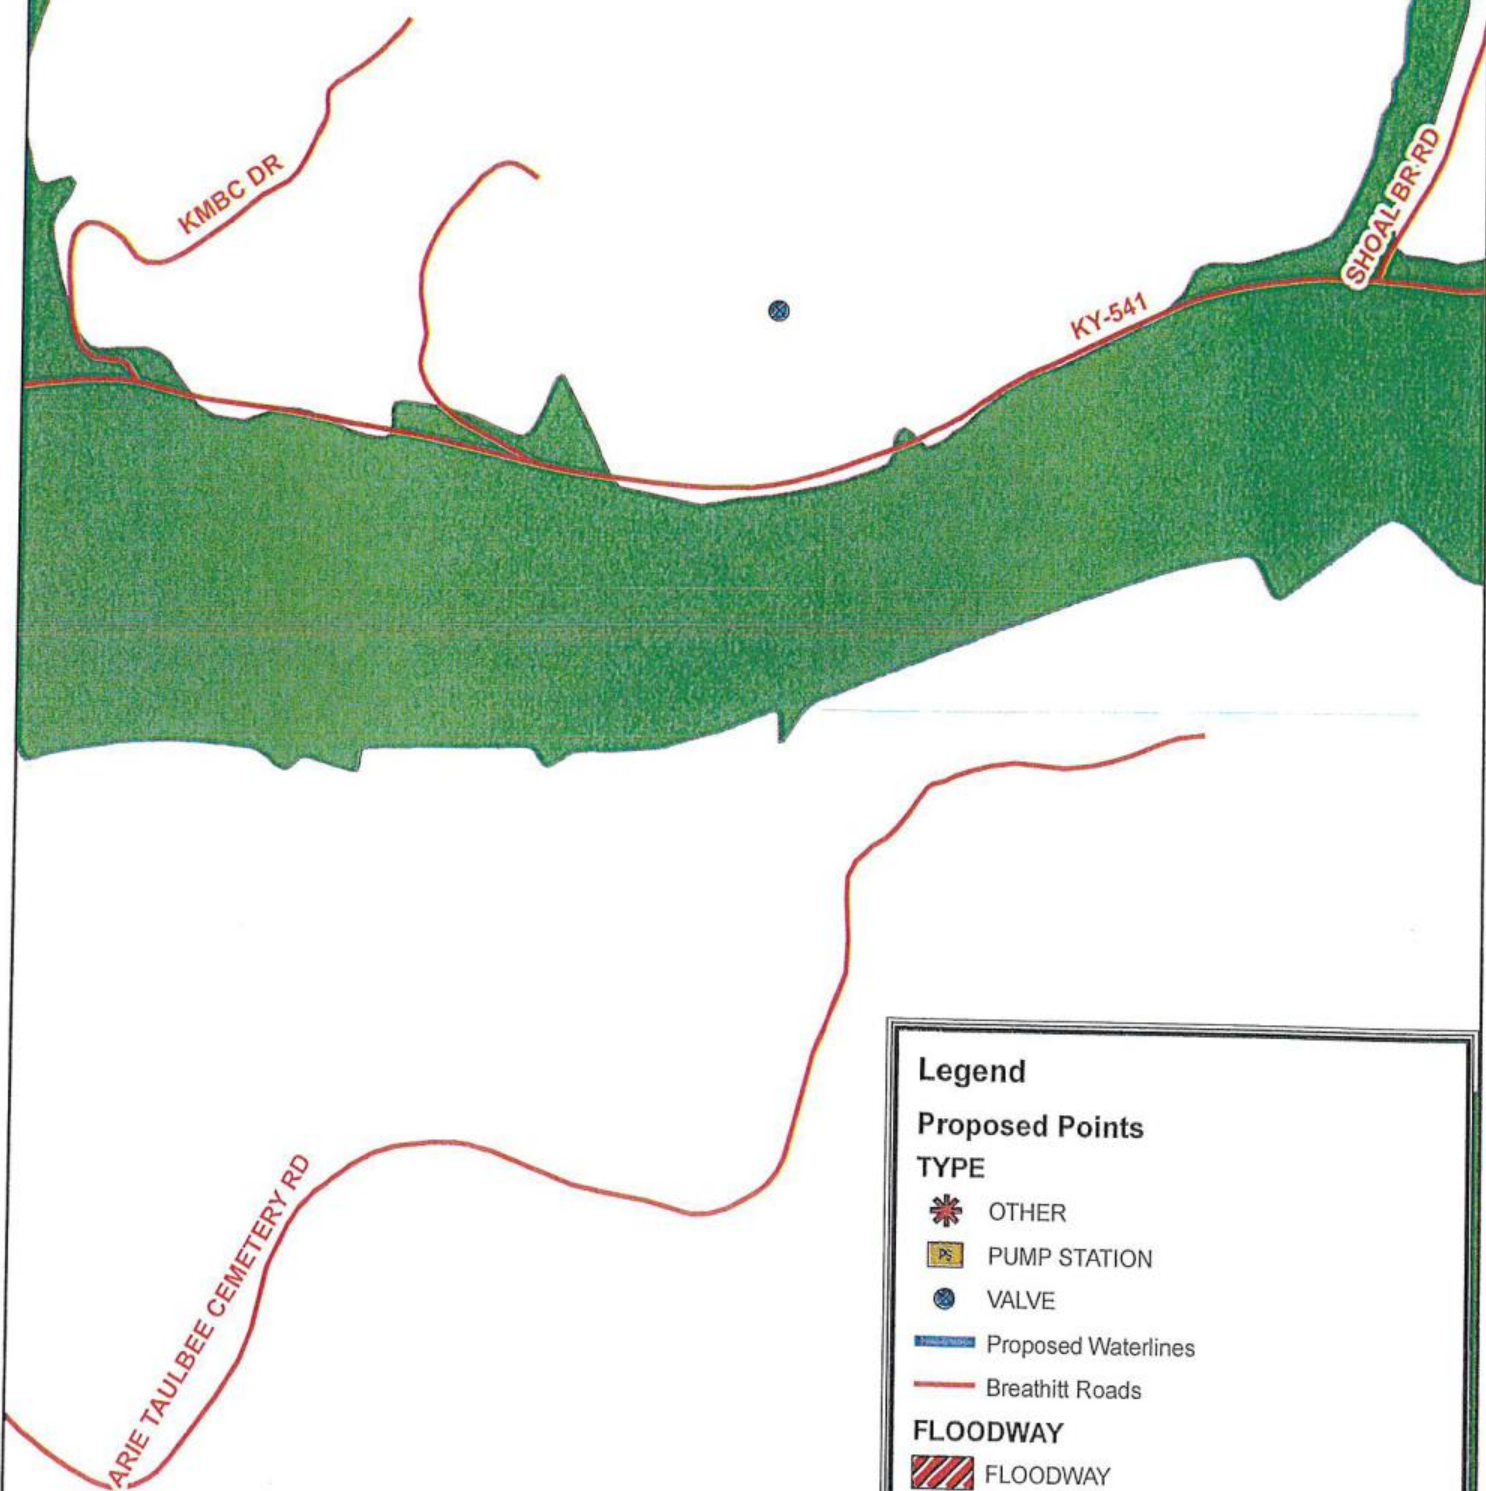 KMBC DR
SHOAL BR RD
KY-541
ARIE TAULBEE CEMETERY RD
Legend
Proposed Points
TYPE
OTHER
PS PUMP STATION
VALVE
Proposed Waterlines
Breathitt Roads
FLOODWAY
FLOODWAY